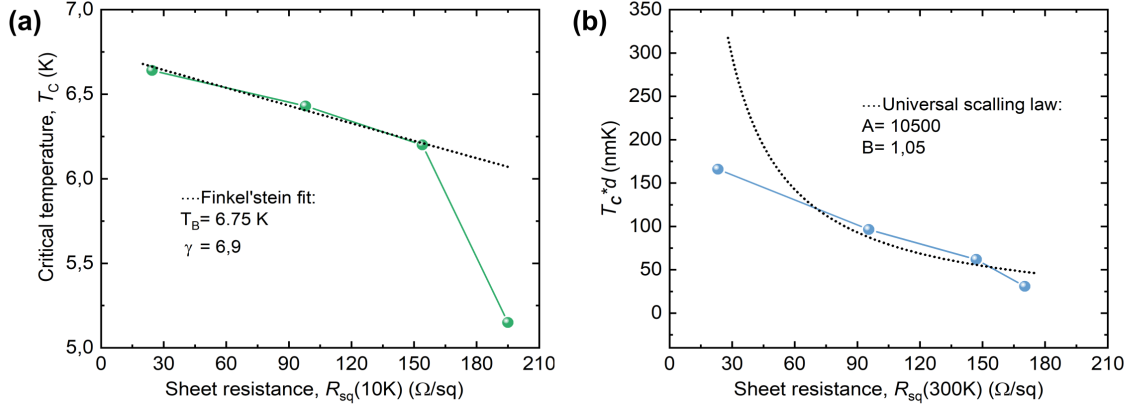 (a)
7,0
6,5
6,0
5,5
5,0
Critical temperature, T_C (K)
Finkel'stein fit:
T_B= 6.75 K
γ = 6,9
0 30 60 90 120 150 180 210
Sheet resistance, R_sq(10K) (Ω/sq)
(b)
350
300
250
200
150
100
50
0
T_c*d (nmK)
Universal scalling law:
A= 10500
B= 1,05
0 30 60 90 120 150 180 210
Sheet resistance, R_sq(300K) (Ω/sq)